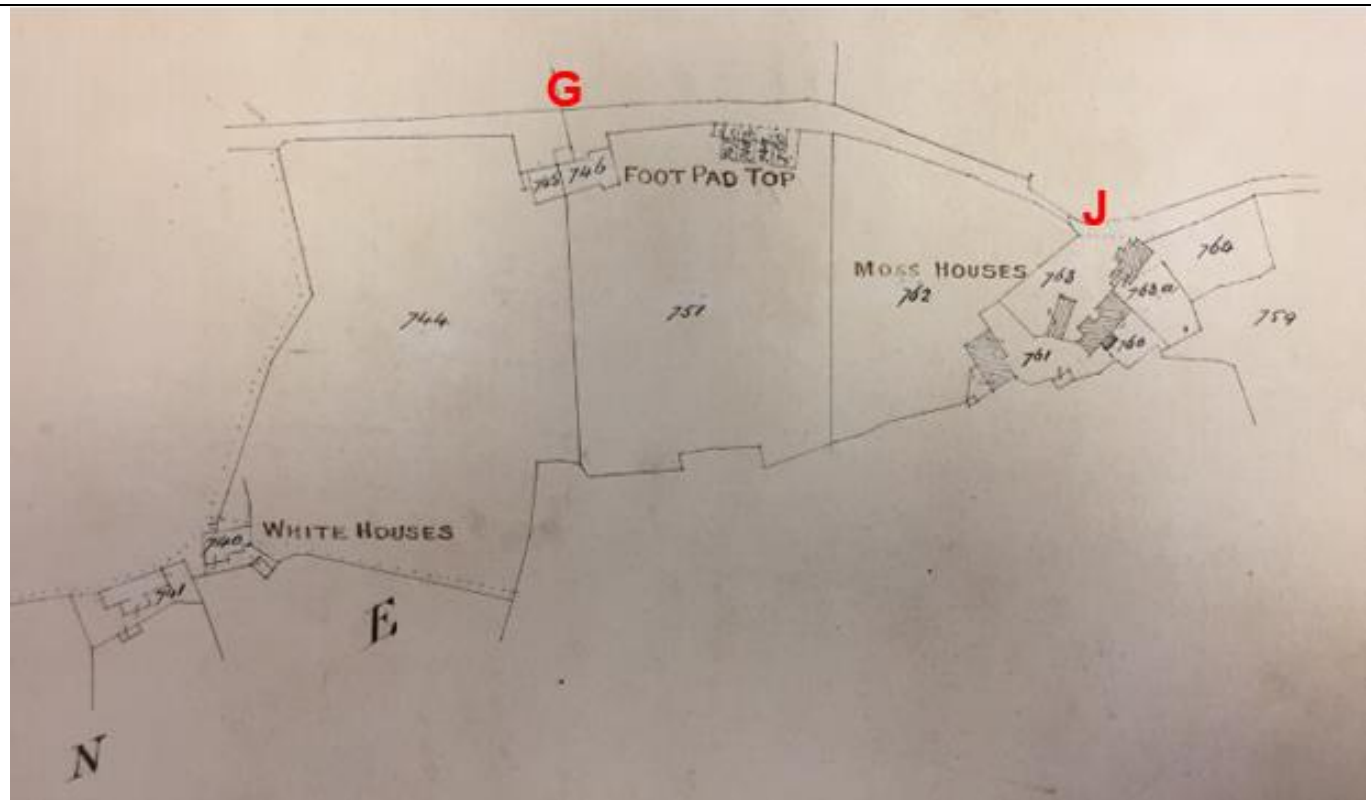 G
745 746
FOOT PAD TOP
J
764
MOSS HOUSES
763
763a
762
759
744
751
761
760
WHITE HOUSES
740
741
E
N